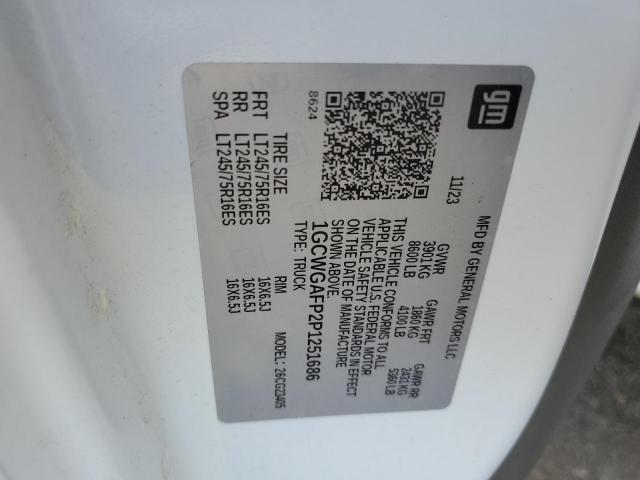 gm
MFD BY GENERAL MOTORS LLC
11/23 GVWR GAWR FRT GAWR RR
3901 KG 1860 KG 2431 KG
8600 LB 4100 LB 5360 LB
THIS VEHICLE CONFORMS TO ALL
APPLICABLE U.S. FEDERAL MOTOR
VEHICLE SAFETY STANDARDS IN EFFECT
ON THE DATE OF MANUFACTURE
SHOWN ABOVE.
1GCWGAFP2P1251686
8624 TYPE: TRUCK MODEL: 26CG23405
TIRE SIZE RIM
FRT LT245/75R16ES 16X6.5J
RR LT245/75R16ES 16X6.5J
SPA LT245/75R16ES 16X6.5J